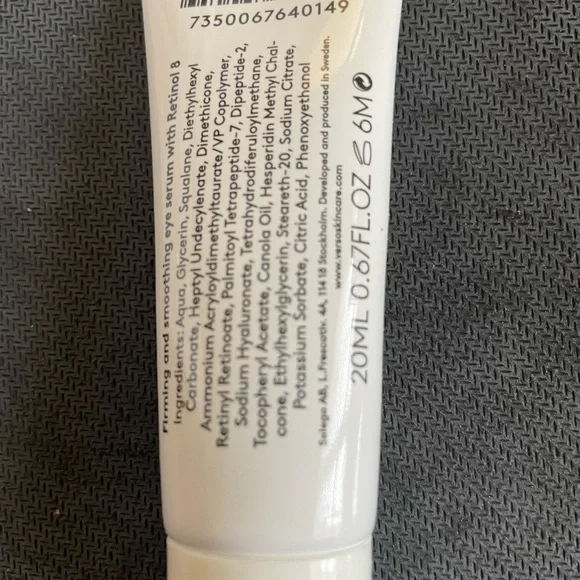 7350067640149
Firming and smoothing eye serum with Retinol 8
Ingredients: Aqua, Glycerin, Squalane, Diethylhexyl
Carbonate, Heptyl Undecylenate, Dimethicone,
Ammonium Acryloyldimethyltaurate/VP Copolymer,
Retinyl Retinoate, Palmitoyl Tetrapeptide-7, Dipeptide-2,
Sodium Hyaluronate, Tetrahydrodiferuloylmethane,
Tocopheryl Acetate, Canola Oil, Hesperidin Methyl Chal-
cone, Ethylhexylglycerin, Steareth-20, Sodium Citrate,
Potassium Sorbate, Citric Acid, Phenoxyethanol
Selego AB, L.Frescativ. 4A, 114 18 Stockholm. Developed and produced in Sweden.
www.versoskincare.com
20ML 0.67FL.OZ 6M